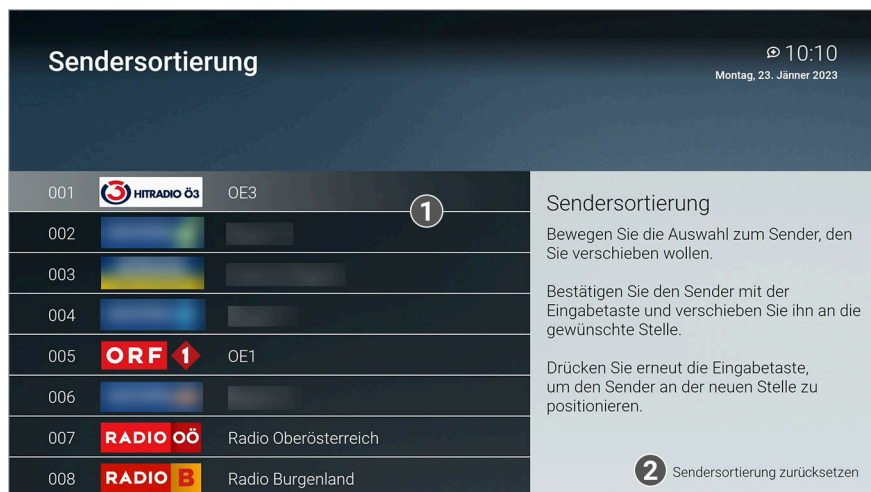 Sendersortierung
10:10
Montag, 23. Jänner 2023
001 3 HITRADIO Ö3 OE3
1
002
003
004
005 ORF 1 OE1
006
007 RADIO OÖ Radio Oberösterreich
008 RADIO B Radio Burgenland
Sendersortierung
Bewegen Sie die Auswahl zum Sender, den
Sie verschieben wollen.
Bestätigen Sie den Sender mit der
Eingabetaste und verschieben Sie ihn an die
gewünschte Stelle.
Drücken Sie erneut die Eingabetaste,
um den Sender an der neuen Stelle zu
positionieren.
2 Sendersortierung zurücksetzen